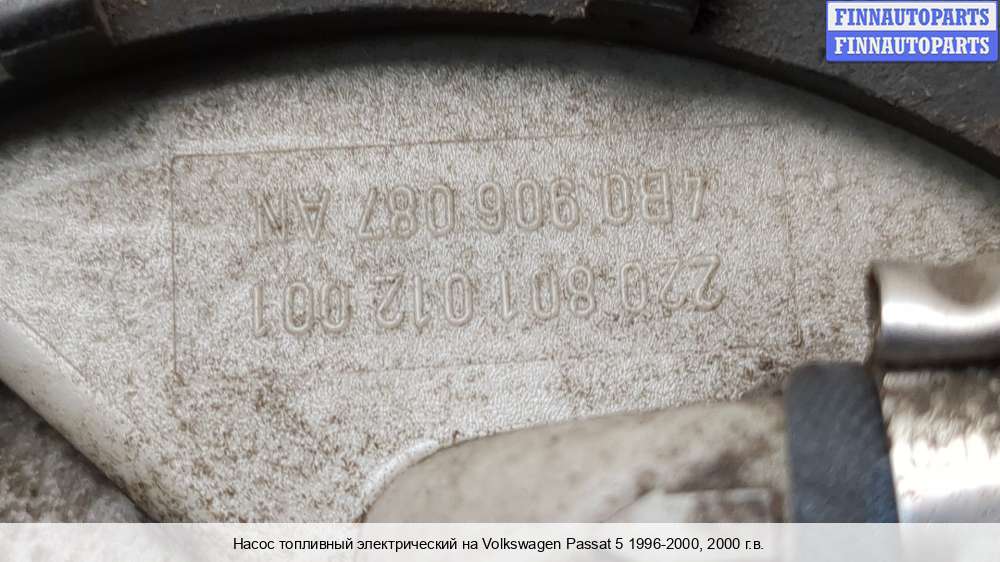 FINNAUTOPARTS
FINNAUTOPARTS
220 801 012 001
4B0 906 087 AN
Насос топливный электрический на Volkswagen Passat 5 1996-2000, 2000 г.в.